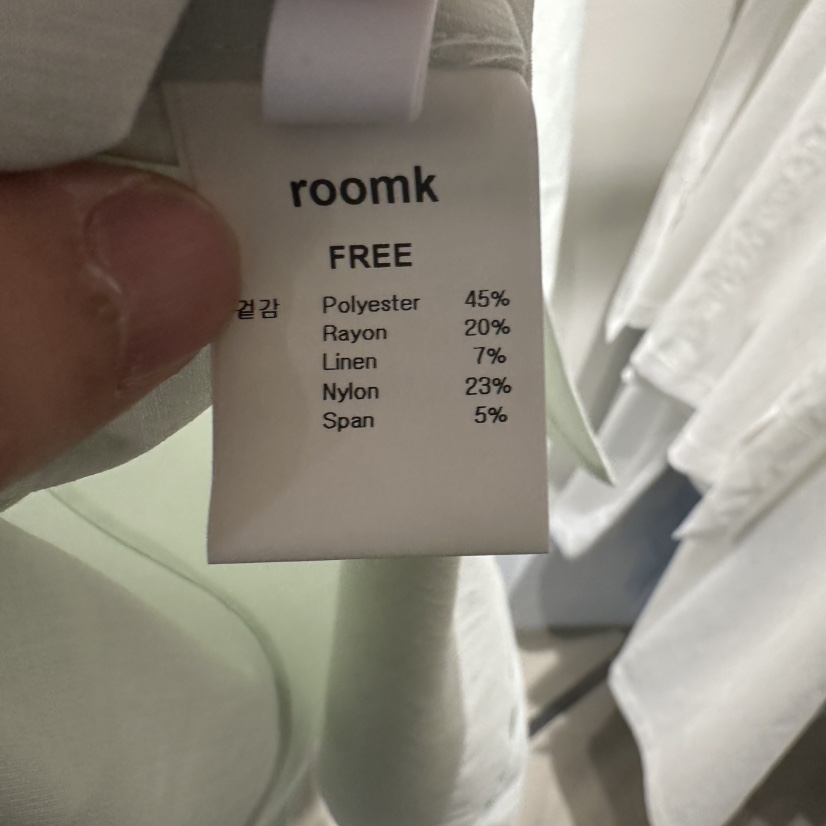 roomk
FREE
겉감 Polyester 45%
Rayon 20%
Linen 7%
Nylon 23%
Span 5%